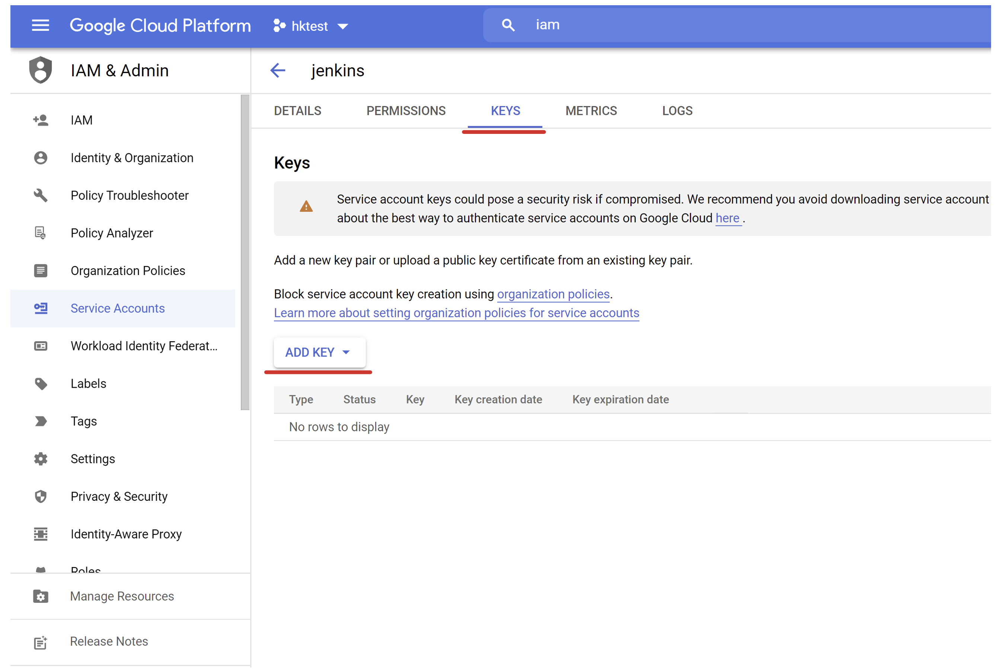 Google Cloud Platform
hktest
iam
IAM & Admin
jenkins
IAM
Identity & Organization
Policy Troubleshooter
Policy Analyzer
Organization Policies
Service Accounts
Workload Identity Federat...
Labels
Tags
Settings
Privacy & Security
Identity-Aware Proxy
Roles
Manage Resources
Release Notes
DETAILS PERMISSIONS KEYS METRICS LOGS
Keys
Service account keys could pose a security risk if compromised. We recommend you avoid downloading service account
about the best way to authenticate service accounts on Google Cloud here .
Add a new key pair or upload a public key certificate from an existing key pair.
Block service account key creation using organization policies.
Learn more about setting organization policies for service accounts
ADD KEY
Type Status Key Key creation date Key expiration date
No rows to display